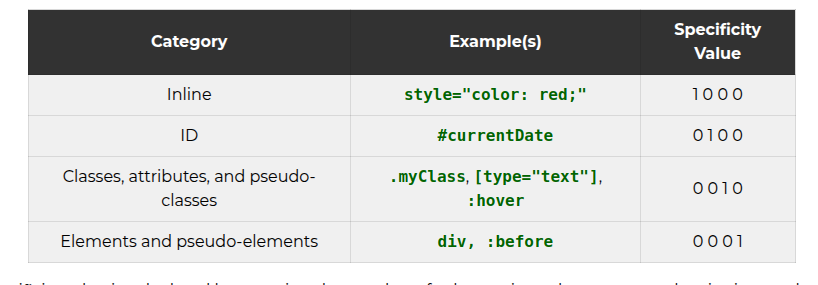 Category Example(s) Specificity Value
Inline style="color: red;" 1 0 0 0
ID #currentDate 0 1 0 0
Classes, attributes, and pseudo-classes .myClass, [type="text"], :hover 0 0 1 0
Elements and pseudo-elements div, :before 0 0 0 1